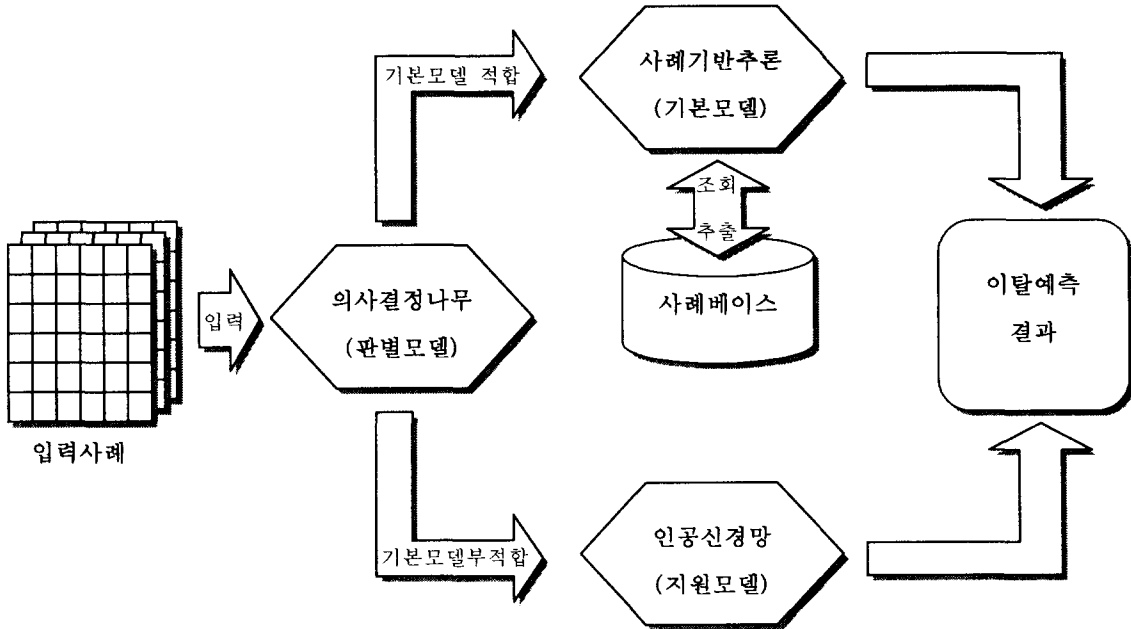 기본모델 적합
사례기반추론
(기본모델)
조회
추출
사례베이스
입력사례
입력
의사결정나무
(판별모델)
이탈예측
결과
기본모델부적합
인공신경망
(지원모델)